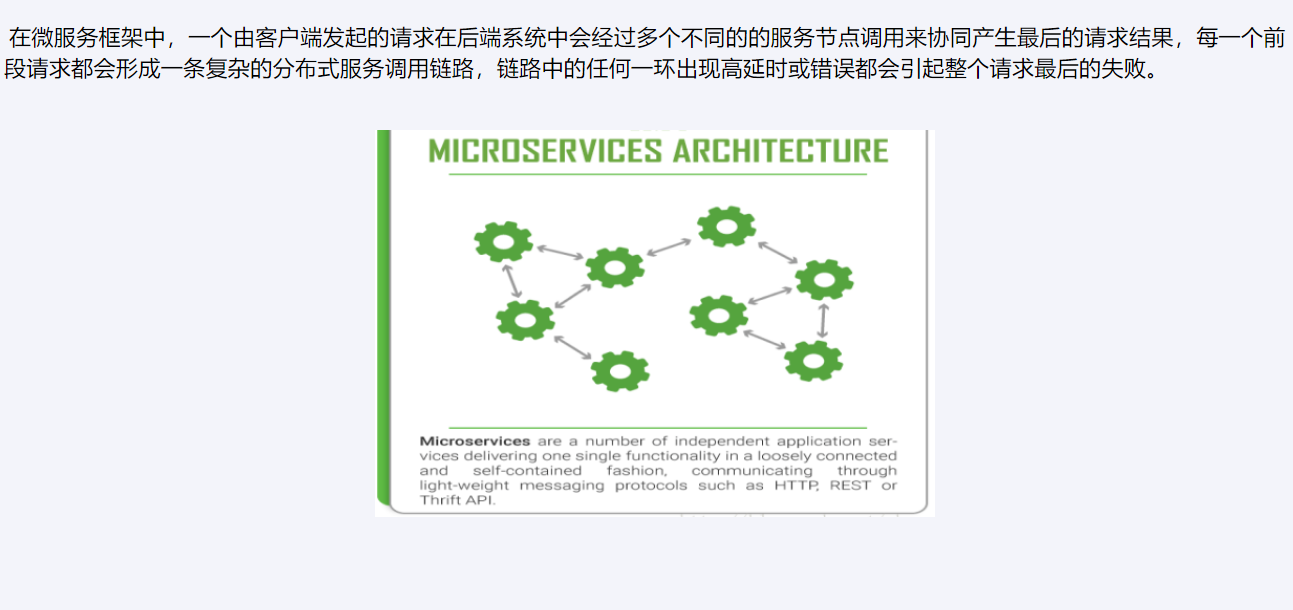 在微服务框架中，一个由客户端发起的请求在后端系统中会经过多个不同的的服务节点调用来协同产生最后的请求结果，每一个前
段请求都会形成一条复杂的分布式服务调用链路，链路中的任何一环出现高延时或错误都会引起整个请求最后的失败。
MICROSERVICES ARCHITECTURE
Microservices are a number of independent application ser-
vices delivering one single functionality in a loosely connected
and self-contained fashion, communicating through
light-weight messaging protocols such as HTTP, REST or
Thrift API.